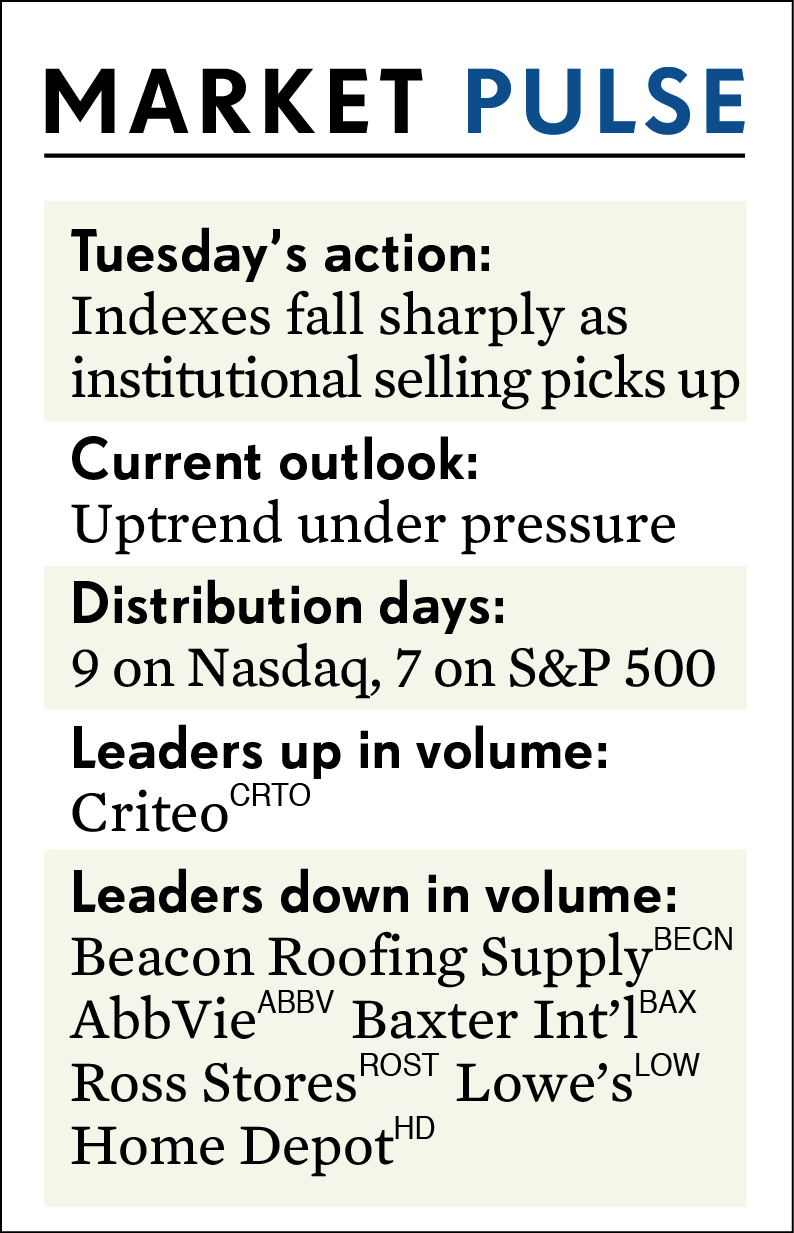 MARKET PULSE
Tuesday’s action:
Indexes fall sharply as
institutional selling picks up
Current outlook:
Uptrend under pressure
Distribution days:
9 on Nasdaq, 7 on S&P 500
Leaders up in volume:
Criteo CRTO
Leaders down in volume:
Beacon Roofing Supply BECN
AbbVie ABBV Baxter Int’l BAX
Ross Stores ROST Lowe’s LOW
Home Depot HD